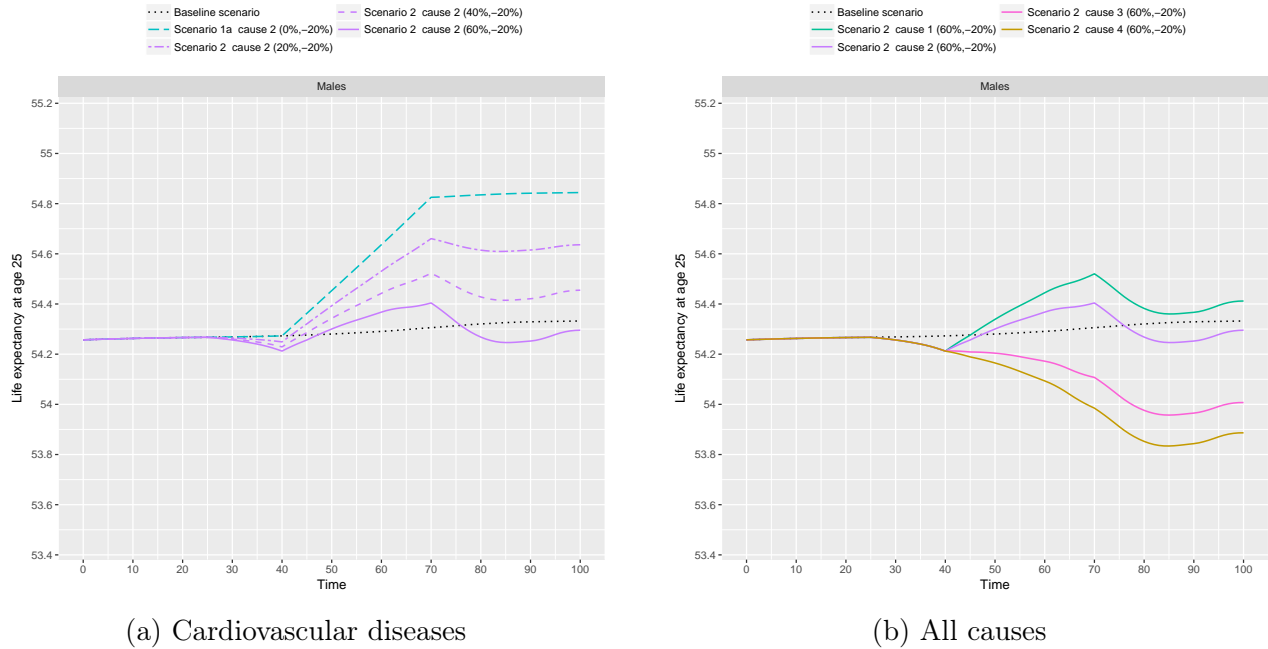 Baseline scenario
Scenario 1a cause 2 (0%,−20%)
Scenario 2 cause 2 (20%,−20%)
Scenario 2 cause 2 (40%,−20%)
Scenario 2 cause 2 (60%,−20%)
Males
55.2
55
54.8
54.6
54.4
54.2
54
53.8
53.6
53.4
Life expectancy at age 25
0 10 20 30 40 50 60 70 80 90 100
Time
(a) Cardiovascular diseases
Baseline scenario
Scenario 2 cause 1 (60%,−20%)
Scenario 2 cause 2 (60%,−20%)
Scenario 2 cause 3 (60%,−20%)
Scenario 2 cause 4 (60%,−20%)
Males
55.2
55
54.8
54.6
54.4
54.2
54
53.8
53.6
53.4
Life expectancy at age 25
0 10 20 30 40 50 60 70 80 90 100
Time
(b) All causes